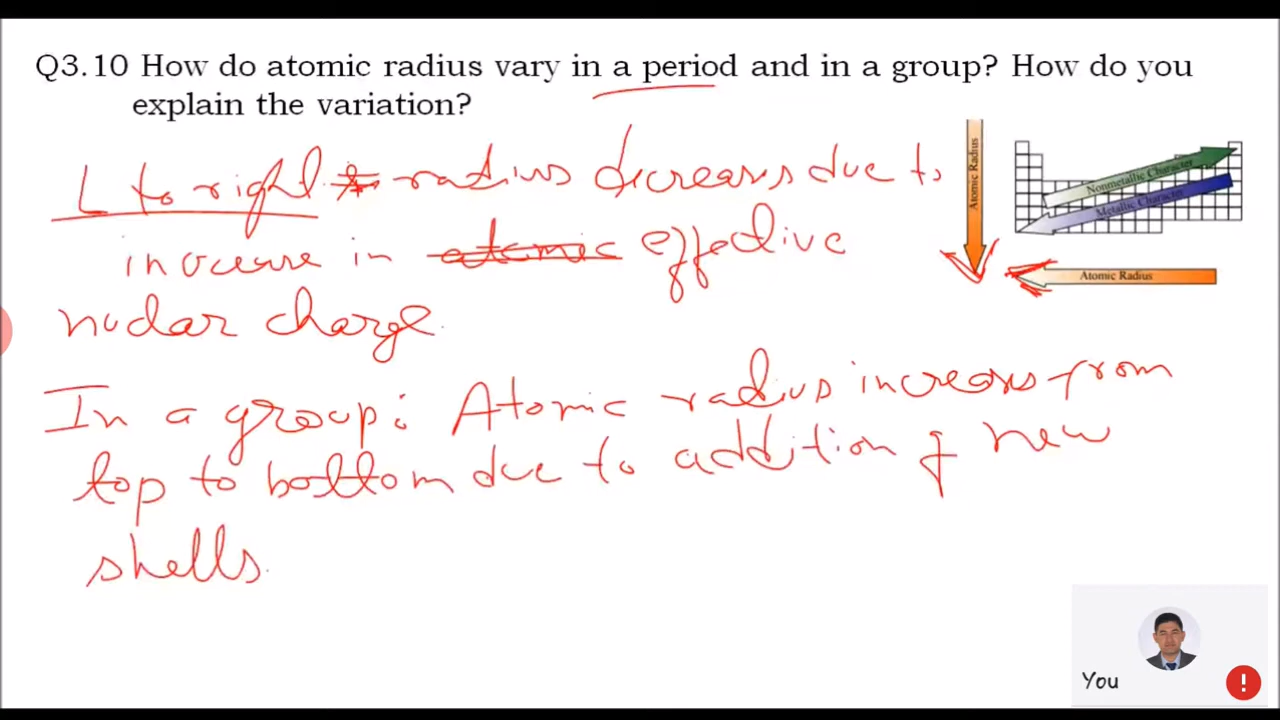 Q3.10 How do atomic radius vary in a period and in a group? How do you
explain the variation?
L to right radius decreases due to
increase in atomic effective
nuclear charge.
In a group: Atomic radius increases from
top to bottom due to addition of new
shells.
Atomic Radius
Nonmetallic Character
Metallic Character
Atomic Radius
You
!